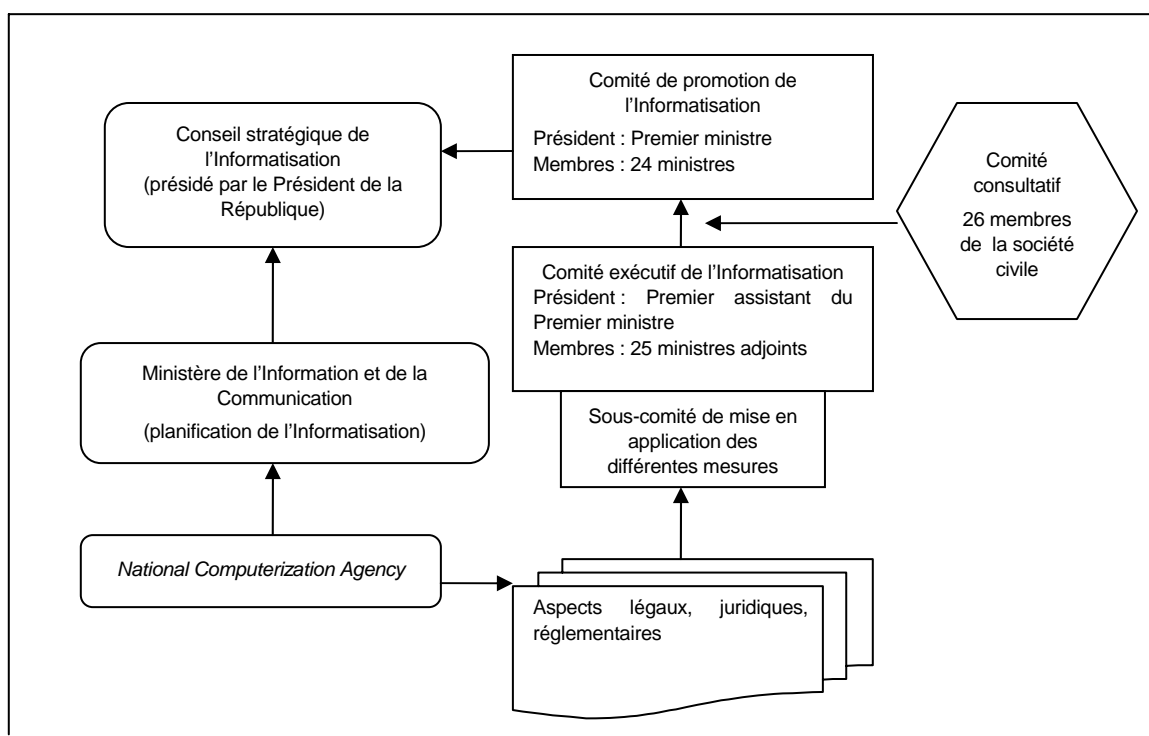 Comité de promotion de
l’Informatisation
Président : Premier ministre
Membres : 24 ministres
Conseil stratégique de
l’Informatisation
(présidé par le Président de la
République)
Comité
consultatif
26 membres
de la société
civile
Comité exécutif de l’Informatisation
Président : Premier assistant du
Premier ministre
Membres : 25 ministres adjoints
Ministère de l’Information et de la
Communication
(planification de l’Informatisation)
Sous-comité de mise en
application des
différentes mesures
National Computerization Agency
Aspects légaux, juridiques,
réglementaires